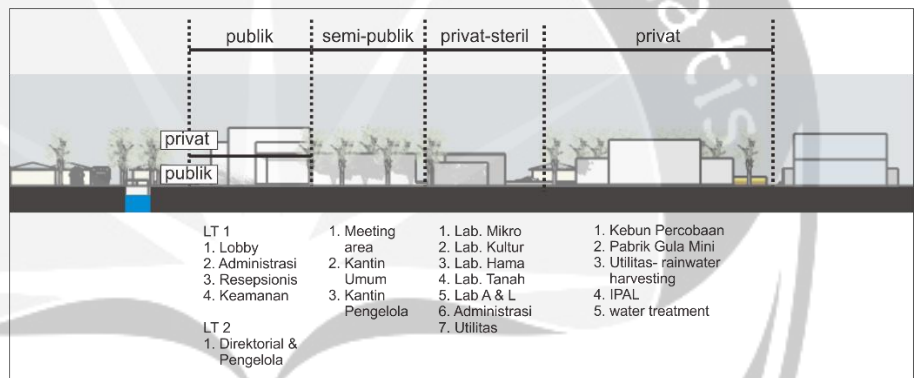 publik
semi-publik
privat-steril
privat
privat
publik
LT 1
1. Lobby
2. Administrasi
3. Resepsionis
4. Keamanan
LT 2
1. Direktorial &
Pengelola
1. Meeting
area
2. Kantin
Umum
3. Kantin
Pengelola
1. Lab. Mikro
2. Lab. Kultur
3. Lab. Hama
4. Lab. Tanah
5. Lab A & L
6. Administrasi
7. Utilitas
1. Kebun Percobaan
2. Pabrik Gula Mini
3. Utilitas- rainwater
harvesting
4. IPAL
5. water treatment
atis